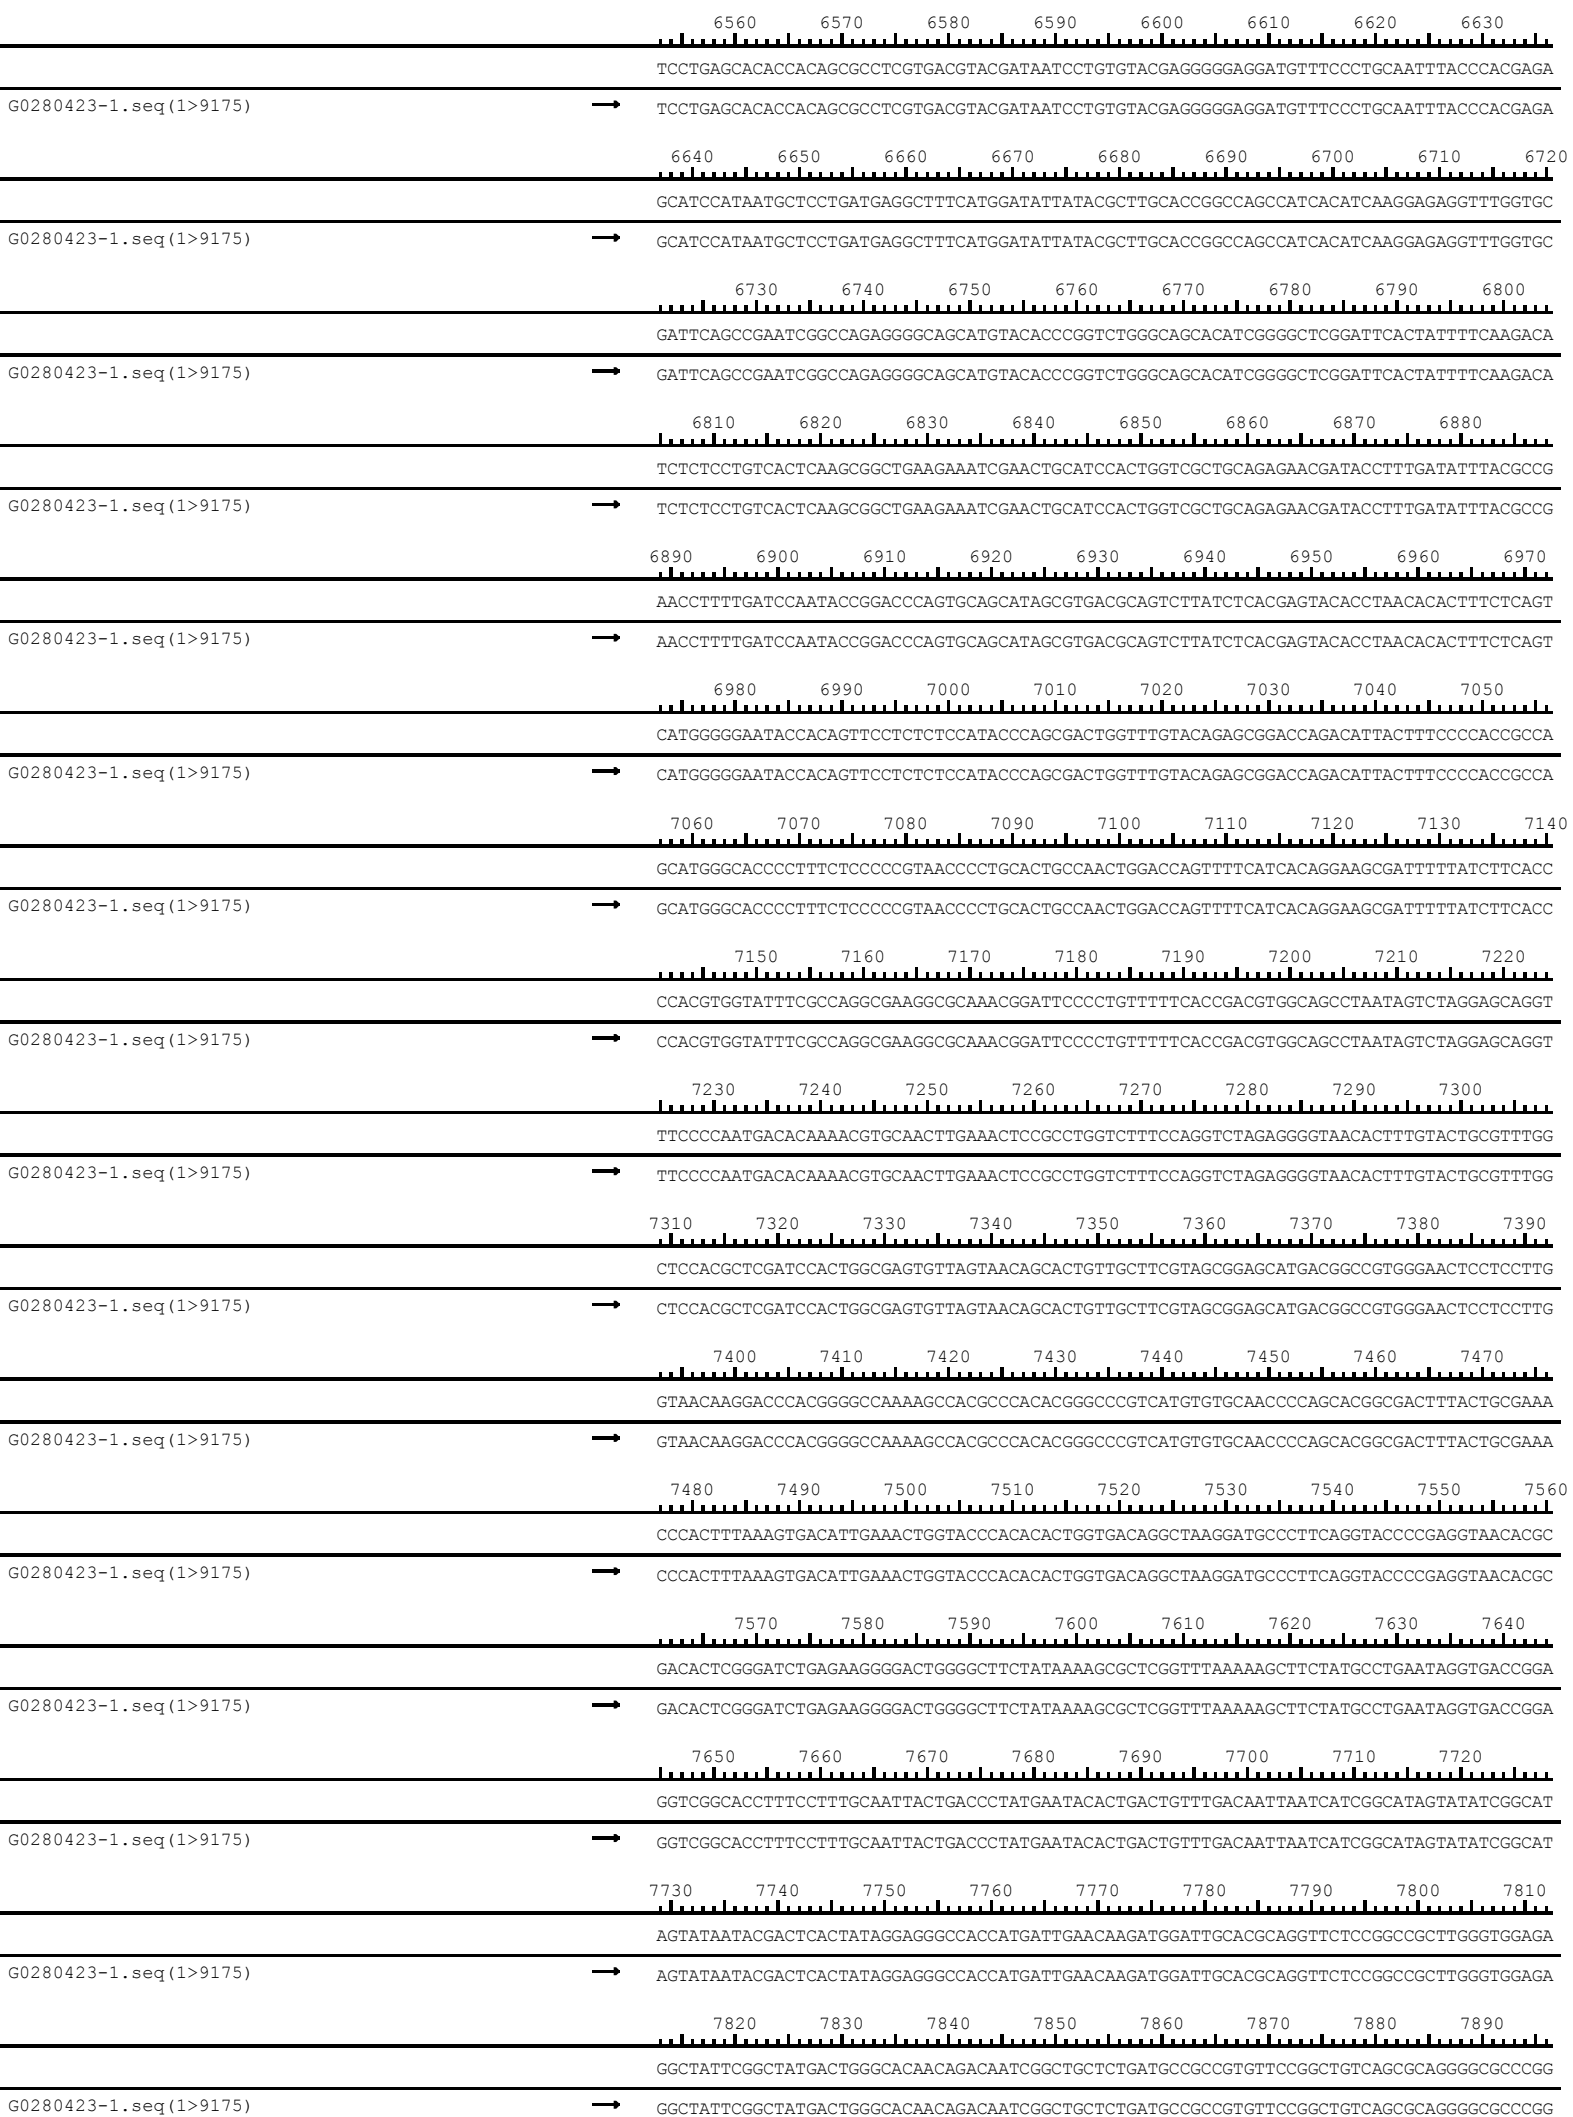 6560 6570 6580 6590 6600 6610 6620 6630
TCCTGAGCACACCACAGCGCCTCGTGACGTACGATAATCCTGTGTACGAGGGGGAGGATGTTTCCCTGCAATTTACCCACGAGA
G0280423-1.seq(1>9175) → TCCTGAGCACACCACAGCGCCTCGTGACGTACGATAATCCTGTGTACGAGGGGGAGGATGTTTCCCTGCAATTTACCCACGAGA
6640 6650 6660 6670 6680 6690 6700 6710 6720
GCATCCATAATGCTCCTGATGAGGCTTTCATGGATATTATACGCTTGCACCGGCCAGCCATCACATCAAGGAGAGGTTTGGTGC
G0280423-1.seq(1>9175) → GCATCCATAATGCTCCTGATGAGGCTTTCATGGATATTATACGCTTGCACCGGCCAGCCATCACATCAAGGAGAGGTTTGGTGC
6730 6740 6750 6760 6770 6780 6790 6800
GATTCAGCCGAATCGGCCAGAGGGGCAGCATGTACACCCGGTCTGGGCAGCACATCGGGGCTCGGATTCACTATTTTCAAGACA
G0280423-1.seq(1>9175) → GATTCAGCCGAATCGGCCAGAGGGGCAGCATGTACACCCGGTCTGGGCAGCACATCGGGGCTCGGATTCACTATTTTCAAGACA
6810 6820 6830 6840 6850 6860 6870 6880
TCTCTCCTGTCACTCAAGCGGCTGAAGAAATCGAACTGCATCCACTGGTCGCTGCAGAGAACGATACCTTTGATATTTACGCCG
G0280423-1.seq(1>9175) → TCTCTCCTGTCACTCAAGCGGCTGAAGAAATCGAACTGCATCCACTGGTCGCTGCAGAGAACGATACCTTTGATATTTACGCCG
6890 6900 6910 6920 6930 6940 6950 6960 6970
AACCTTTTGATCCAATACCGGACCCAGTGCAGCATAGCGTGACGCAGTCTTATCTCACGAGTACACCTAACACACTTTCTCAGT
G0280423-1.seq(1>9175) → AACCTTTTGATCCAATACCGGACCCAGTGCAGCATAGCGTGACGCAGTCTTATCTCACGAGTACACCTAACACACTTTCTCAGT
6980 6990 7000 7010 7020 7030 7040 7050
CATGGGGGAATACCACAGTTCCTCTCTCCATACCCAGCGACTGGTTTGTACAGAGCGGACCAGACATTACTTTCCCCACCGCCA
G0280423-1.seq(1>9175) → CATGGGGGAATACCACAGTTCCTCTCTCCATACCCAGCGACTGGTTTGTACAGAGCGGACCAGACATTACTTTCCCCACCGCCA
7060 7070 7080 7090 7100 7110 7120 7130 7140
GCATGGGCACCCCTTTCTCCCCCGTAACCCCTGCACTGCCAACTGGACCAGTTTTCATCACAGGAAGCGATTTTTATCTTCACC
G0280423-1.seq(1>9175) → GCATGGGCACCCCTTTCTCCCCCGTAACCCCTGCACTGCCAACTGGACCAGTTTTCATCACAGGAAGCGATTTTTATCTTCACC
7150 7160 7170 7180 7190 7200 7210 7220
CCACGTGGTATTTCGCCAGGCGAAGGCGCAAACGGATTCCCCTGTTTTTCACCGACGTGGCAGCCTAATAGTCTAGGAGCAGGT
G0280423-1.seq(1>9175) → CCACGTGGTATTTCGCCAGGCGAAGGCGCAAACGGATTCCCCTGTTTTTCACCGACGTGGCAGCCTAATAGTCTAGGAGCAGGT
7230 7240 7250 7260 7270 7280 7290 7300
TTCCCCAATGACACAAAACGTGCAACTTGAAACTCCGCCTGGTCTTTCCAGGTCTAGAGGGGTAACACTTTGTACTGCGTTTGG
G0280423-1.seq(1>9175) → TTCCCCAATGACACAAAACGTGCAACTTGAAACTCCGCCTGGTCTTTCCAGGTCTAGAGGGGTAACACTTTGTACTGCGTTTGG
7310 7320 7330 7340 7350 7360 7370 7380 7390
CTCCACGCTCGATCCACTGGCGAGTGTTAGTAACAGCACTGTTGCTTCGTAGCGGAGCATGACGGCCGTGGGAACTCCTCCTTG
G0280423-1.seq(1>9175) → CTCCACGCTCGATCCACTGGCGAGTGTTAGTAACAGCACTGTTGCTTCGTAGCGGAGCATGACGGCCGTGGGAACTCCTCCTTG
7400 7410 7420 7430 7440 7450 7460 7470
GTAACAAGGACCCACGGGGCCAAAAGCCACGCCCACACGGGCCCGTCATGTGTGCAACCCCAGCACGGCGACTTTACTGCGAAA
G0280423-1.seq(1>9175) → GTAACAAGGACCCACGGGGCCAAAAGCCACGCCCACACGGGCCCGTCATGTGTGCAACCCCAGCACGGCGACTTTACTGCGAAA
7480 7490 7500 7510 7520 7530 7540 7550 7560
CCCACTTTAAAGTGACATTGAAACTGGTACCCACACACTGGTGACAGGCTAAGGATGCCCTTCAGGTACCCCGAGGTAACACGC
G0280423-1.seq(1>9175) → CCCACTTTAAAGTGACATTGAAACTGGTACCCACACACTGGTGACAGGCTAAGGATGCCCTTCAGGTACCCCGAGGTAACACGC
7570 7580 7590 7600 7610 7620 7630 7640
GACACTCGGGATCTGAGAAGGGGACTGGGGCTTCTATAAAAGCGCTCGGTTTAAAAAGCTTCTATGCCTGAATAGGTGACCGGA
G0280423-1.seq(1>9175) → GACACTCGGGATCTGAGAAGGGGACTGGGGCTTCTATAAAAGCGCTCGGTTTAAAAAGCTTCTATGCCTGAATAGGTGACCGGA
7650 7660 7670 7680 7690 7700 7710 7720
GGTCGGCACCTTTCCTTTGCAATTACTGACCCTATGAATACACTGACTGTTTGACAATTAATCATCGGCATAGTATATCGGCAT
G0280423-1.seq(1>9175) → GGTCGGCACCTTTCCTTTGCAATTACTGACCCTATGAATACACTGACTGTTTGACAATTAATCATCGGCATAGTATATCGGCAT
7730 7740 7750 7760 7770 7780 7790 7800 7810
AGTATAATACGACTCACTATAGGAGGGCCACCATGATTGAACAAGATGGATTGCACGCAGGTTCTCCGGCCGCTTGGGTGGAGA
G0280423-1.seq(1>9175) → AGTATAATACGACTCACTATAGGAGGGCCACCATGATTGAACAAGATGGATTGCACGCAGGTTCTCCGGCCGCTTGGGTGGAGA
7820 7830 7840 7850 7860 7870 7880 7890
GGCTATTCGGCTATGACTGGGCACAACAGACAATCGGCTGCTCTGATGCCGCCGTGTTCCGGCTGTCAGCGCAGGGGCGCCCGG
G0280423-1.seq(1>9175) → GGCTATTCGGCTATGACTGGGCACAACAGACAATCGGCTGCTCTGATGCCGCCGTGTTCCGGCTGTCAGCGCAGGGGCGCCCGG